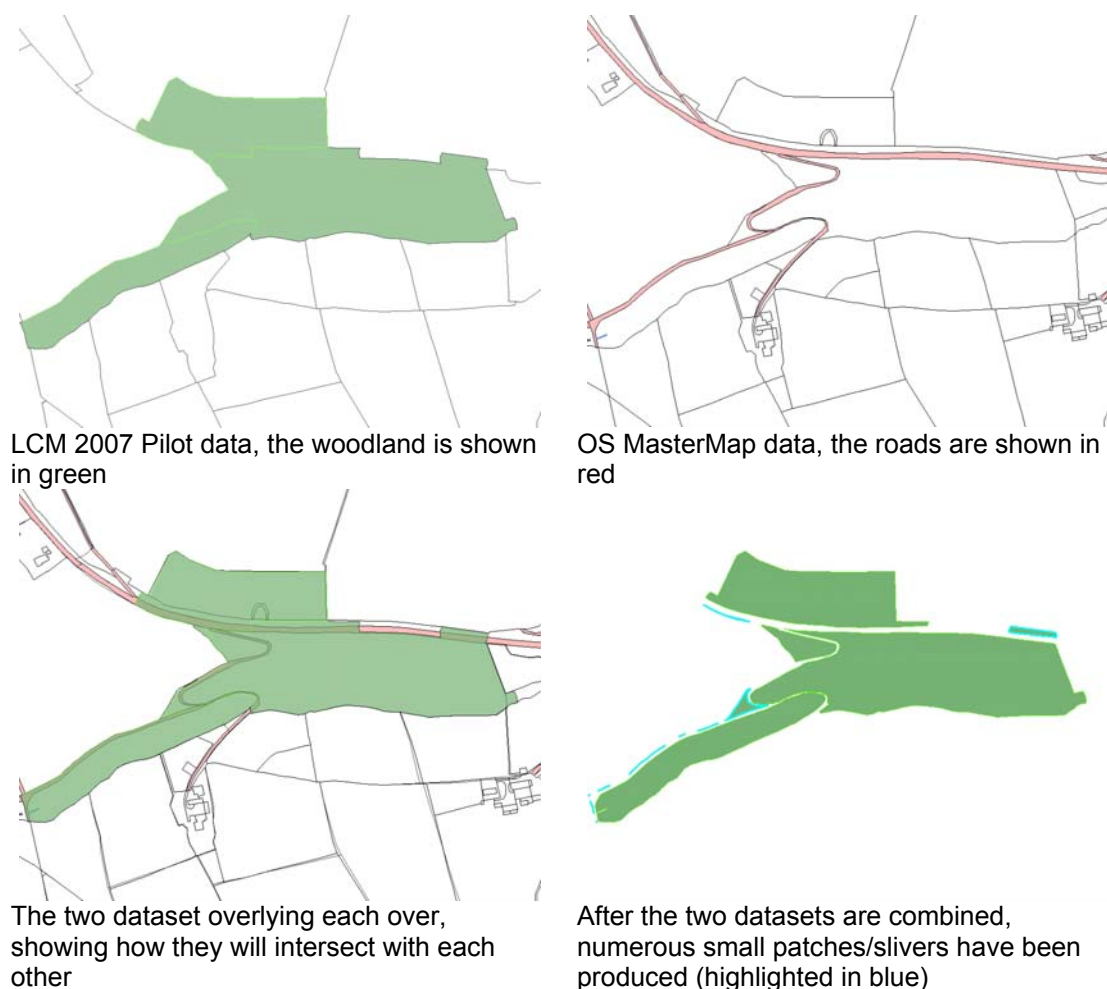 LCM 2007 Pilot data, the woodland is shown
in green
OS MasterMap data, the roads are shown in
red
The two dataset overlying each over,
showing how they will intersect with each
other
After the two datasets are combined,
numerous small patches/slivers have been
produced (highlighted in blue)